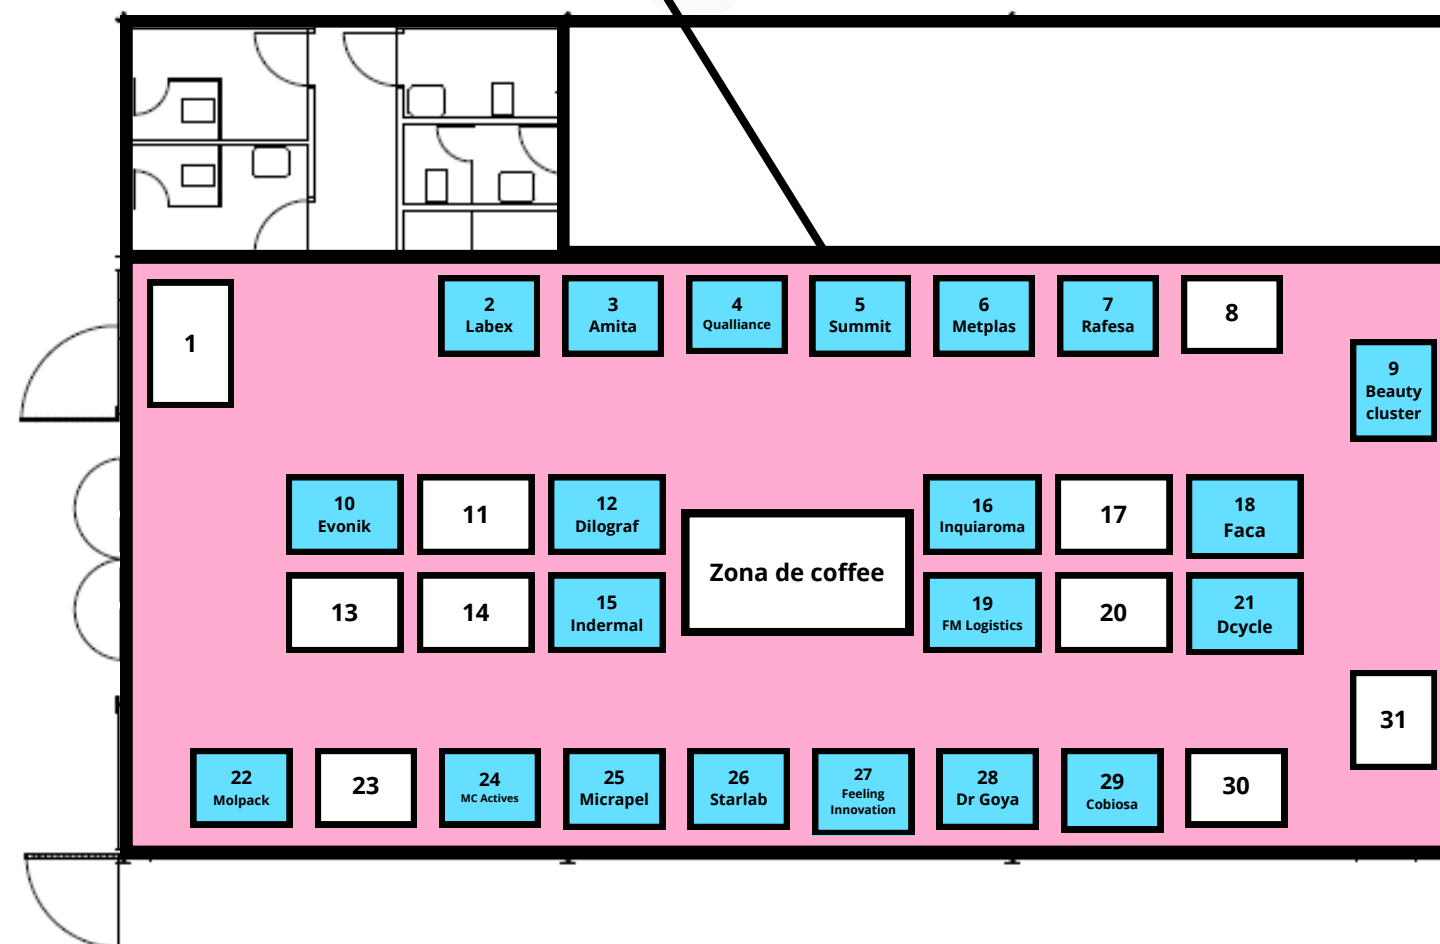 1
2
Labex
3
Amita
4
Qualliance
5
Summit
6
Metplas
7
Rafesa
8
9
Beauty
cluster
10
Evonik
11
12
Dilograf
13
14
15
Indermal
Zona de coffee
16
Inquiaroma
17
18
Faca
19
FM Logistics
20
21
Dcycle
22
Molpack
23
24
MC Actives
25
Micrapel
26
Starlab
27
Feeling
Innovation
28
Dr Goya
29
Cobiosa
30
31